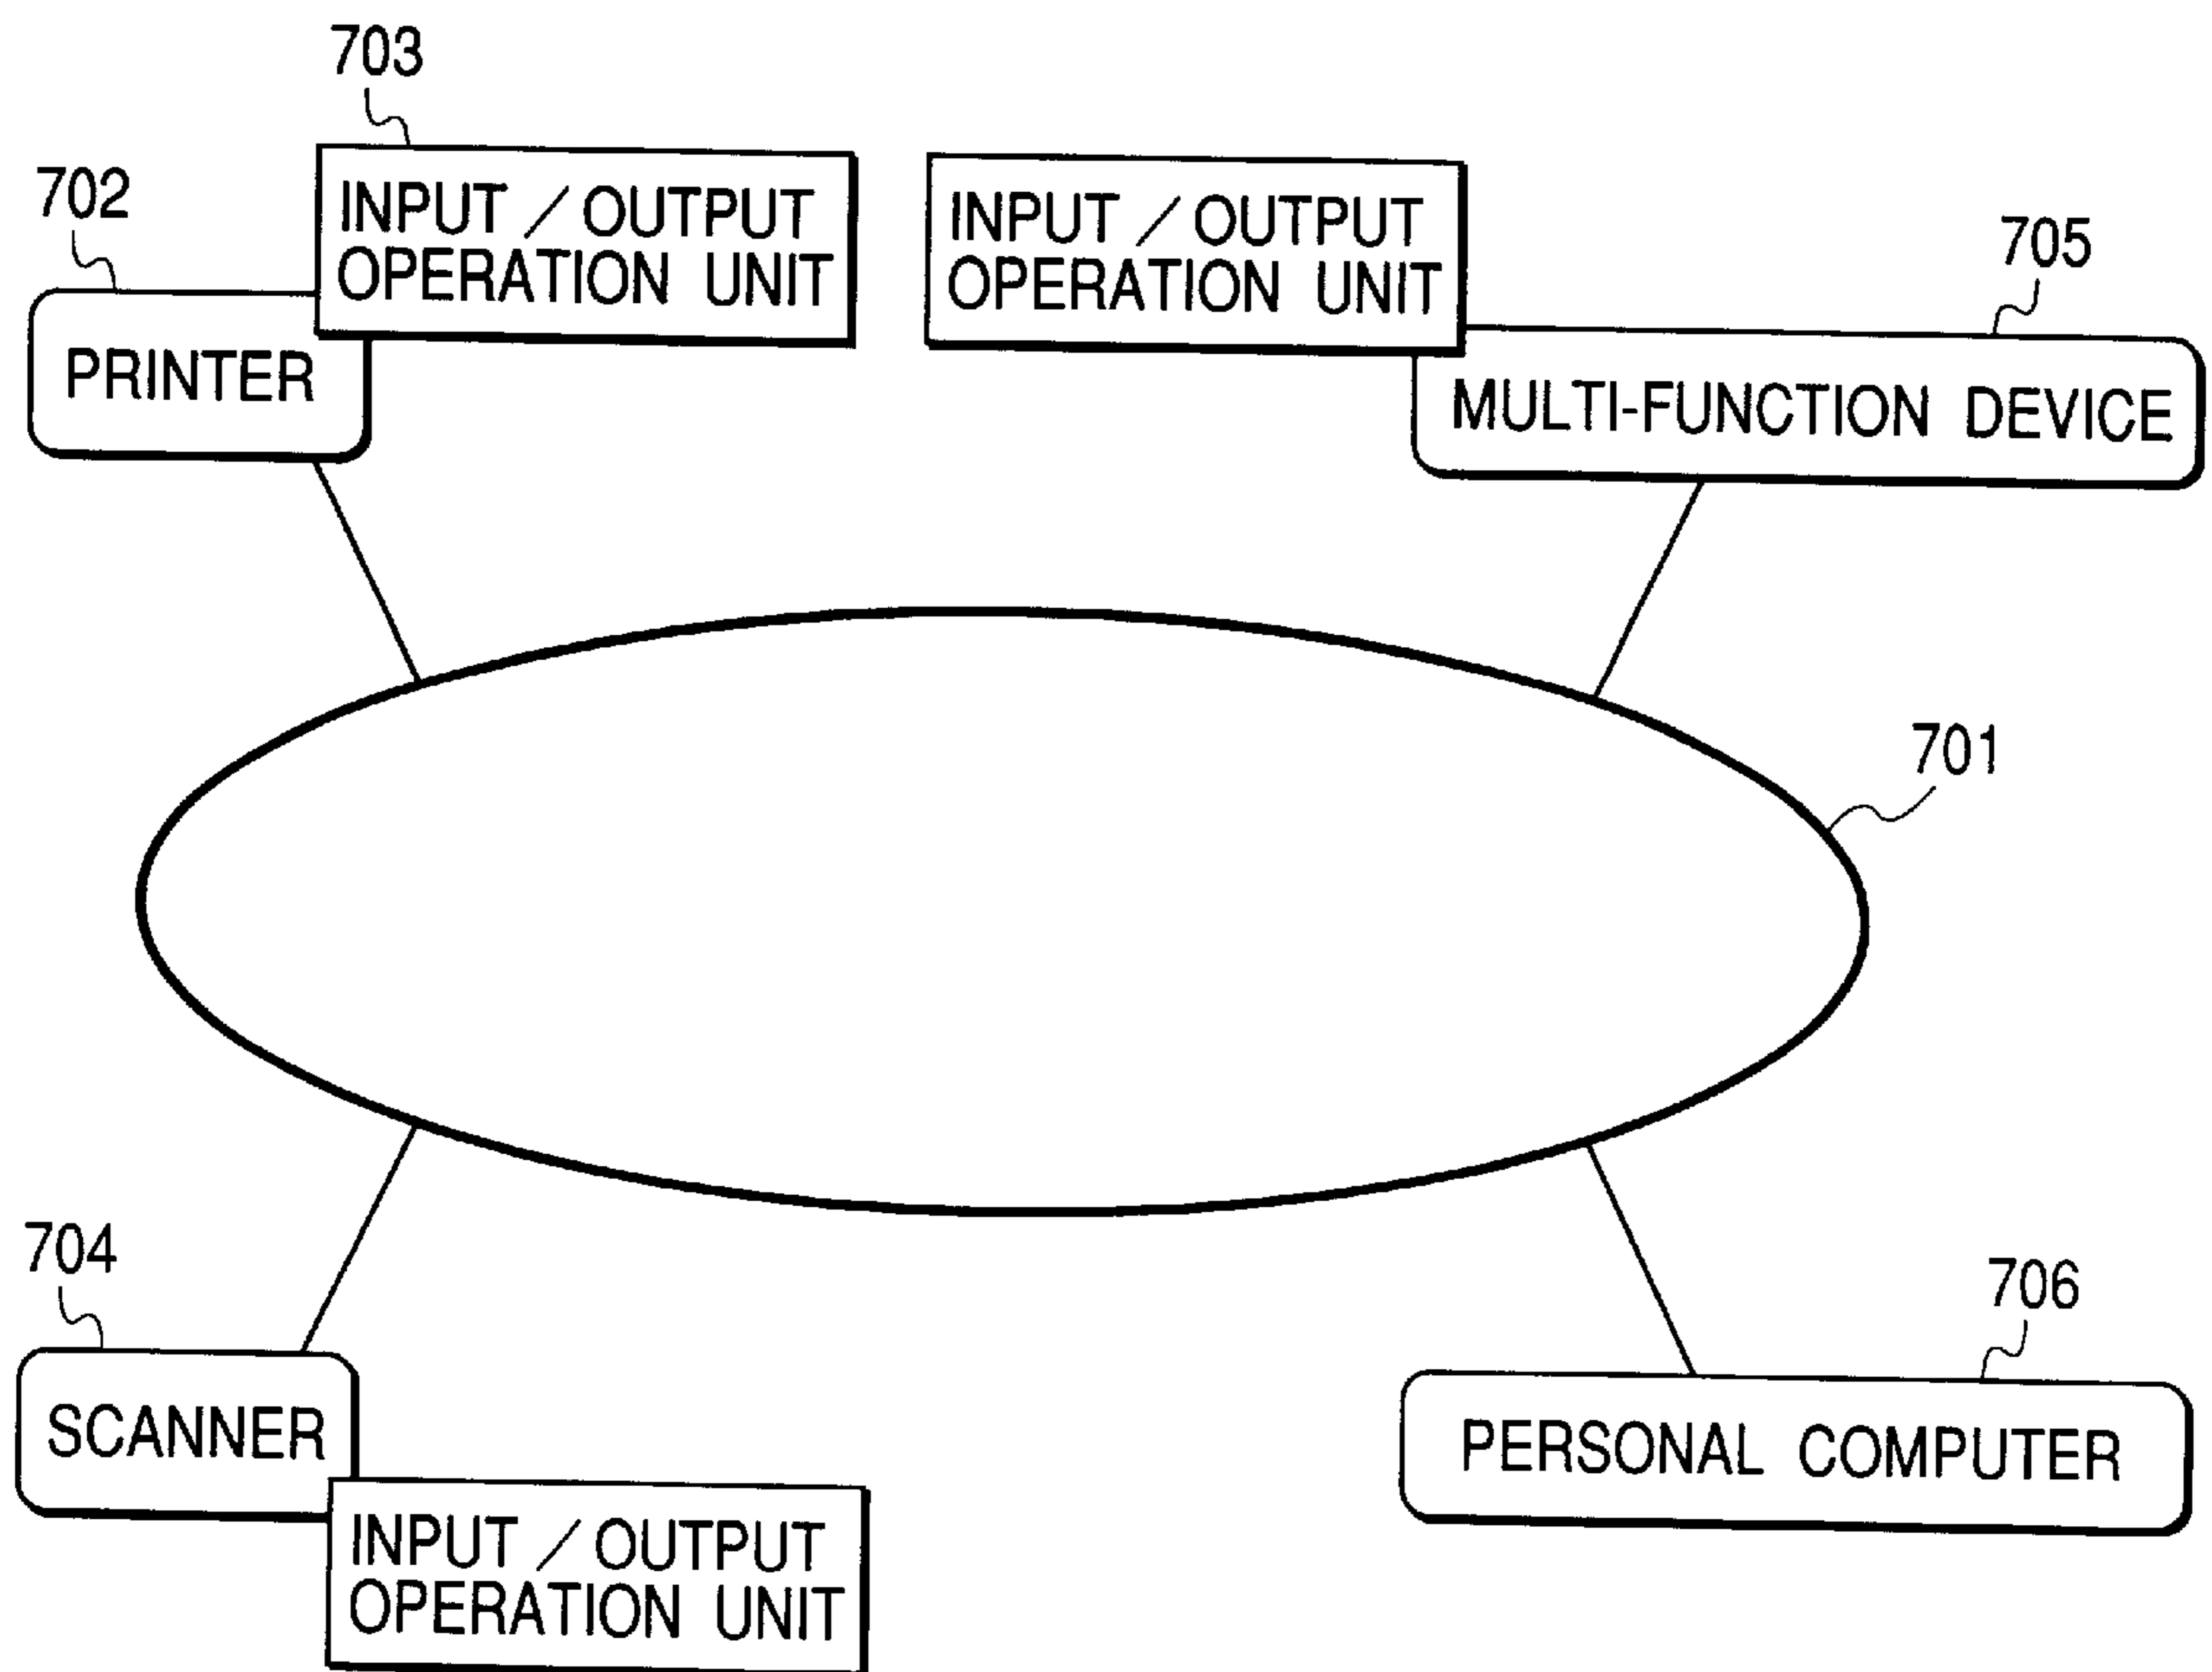 703
INPUT / OUTPUT
OPERATION UNIT
702
PRINTER
INPUT / OUTPUT
OPERATION UNIT
705
MULTI-FUNCTION DEVICE
701
704
SCANNER
INPUT / OUTPUT
OPERATION UNIT
706
PERSONAL COMPUTER